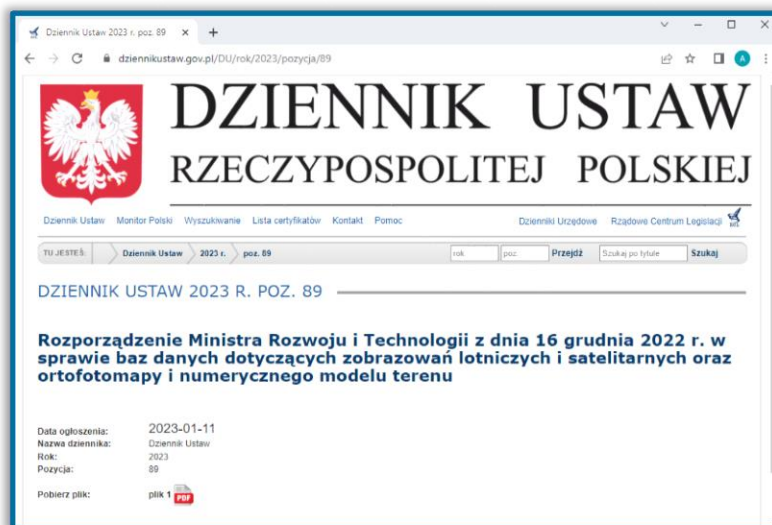 Dziennik Ustaw 2023 r. poz. 89
dziennikustaw.gov.pl/DU/rok/2023/pozycja/89
A
DZIENNIK USTAW
RZECZYPOSPOLITEJ POLSKIEJ
Dziennik Ustaw Monitor Polski Wyszukiwanie Lista certyfikatów Kontakt Pomoc Dzienniki Urzędowe Rządowe Centrum Legislacji
TU JESTEŚ: Dziennik Ustaw 2023 r. poz. 89 rok poz. Przejdź Szukaj po tytule Szukaj
DZIENNIK USTAW 2023 R. POZ. 89
Rozporządzenie Ministra Rozwoju i Technologii z dnia 16 grudnia 2022 r. w
sprawie baz danych dotyczących zobrazowań lotniczych i satelitarnych oraz
ortofotomapy i numerycznego modelu terenu
Data ogłoszenia: 2023-01-11
Nazwa dziennika: Dziennik Ustaw
Rok: 2023
Pozycja: 89
Pobierz plik: plik 1 PDF